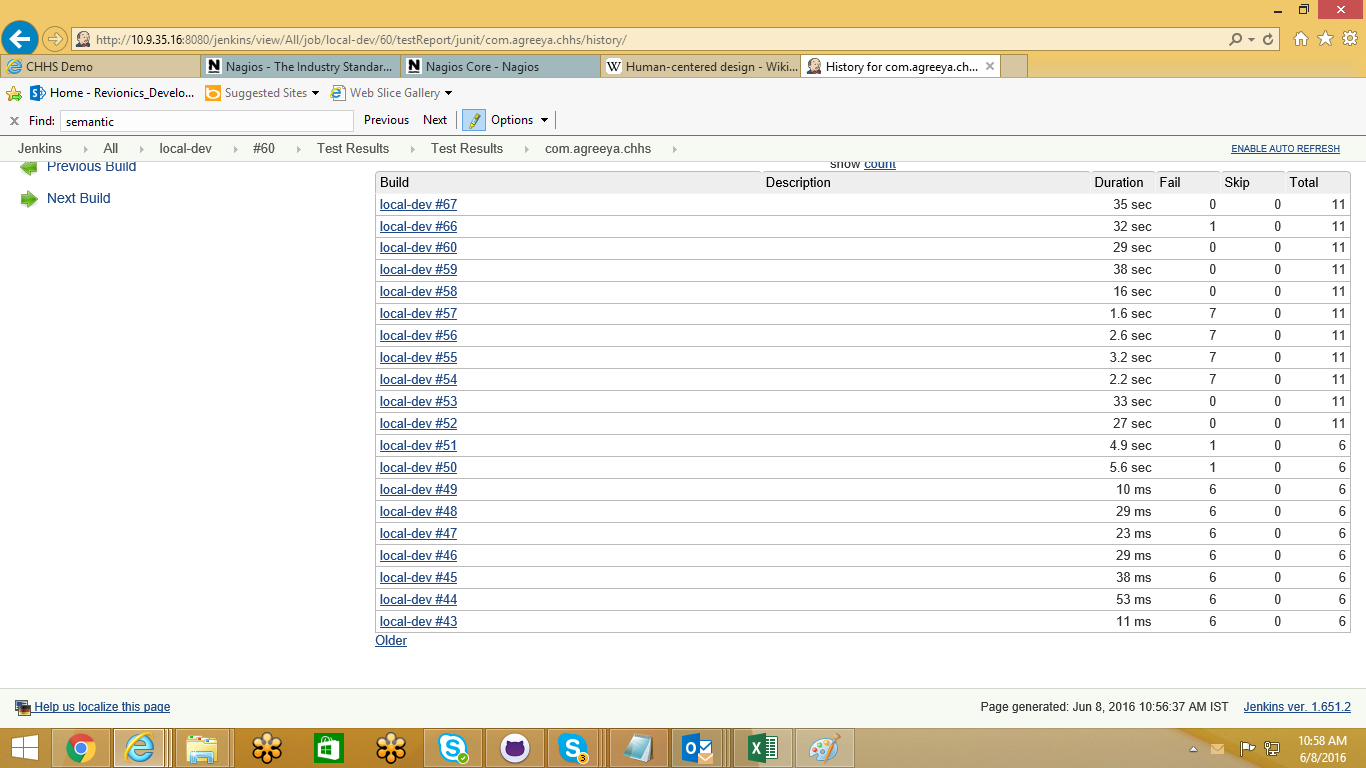 http://10.9.35.16:8080/jenkins/view/All/job/local-dev/60/testReport/junit/com.agreeya.chhs/history/
CHHS Demo Nagios - The Industry Standar... Nagios Core - Nagios Human-centered design - Wiki... History for com.agreeya.ch...
Home - Revionics_Develo... Suggested Sites Web Slice Gallery
Find: semantic Previous Next Options
Jenkins All local-dev #60 Test Results Test Results com.agreeya.chhs ENABLE AUTO REFRESH
Previous Build
Next Build
show count
Build Description Duration Fail Skip Total
local-dev #67 35 sec 0 0 11
local-dev #66 32 sec 1 0 11
local-dev #60 29 sec 0 0 11
local-dev #59 38 sec 0 0 11
local-dev #58 16 sec 0 0 11
local-dev #57 1.6 sec 7 0 11
local-dev #56 2.6 sec 7 0 11
local-dev #55 3.2 sec 7 0 11
local-dev #54 2.2 sec 7 0 11
local-dev #53 33 sec 0 0 11
local-dev #52 27 sec 0 0 11
local-dev #51 4.9 sec 1 0 6
local-dev #50 5.6 sec 1 0 6
local-dev #49 10 ms 6 0 6
local-dev #48 29 ms 6 0 6
local-dev #47 23 ms 6 0 6
local-dev #46 29 ms 6 0 6
local-dev #45 38 ms 6 0 6
local-dev #44 53 ms 6 0 6
local-dev #43 11 ms 6 0 6
Older
Help us localize this page Page generated: Jun 8, 2016 10:56:37 AM IST Jenkins ver. 1.651.2
10:58 AM
6/8/2016